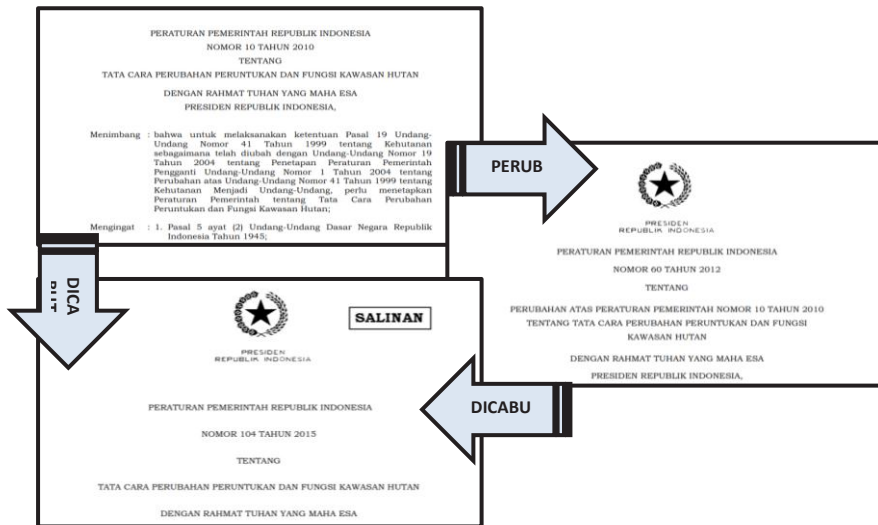 PERATURAN PEMERINTAH REPUBLIK INDONESIA
NOMOR 10 TAHUN 2010
TENTANG
TATA CARA PERUBAHAN PERUNTUKAN DAN FUNGSI KAWASAN HUTAN
DENGAN RAHMAT TUHAN YANG MAHA ESA
PRESIDEN REPUBLIK INDONESIA,
Menimbang : bahwa untuk melaksanakan ketentuan Pasal 19 Undang-
Undang Nomor 41 Tahun 1999 tentang Kehutanan
sebagaimana telah diubah dengan Undang-Undang Nomor 19
Tahun 2004 tentang Penetapan Peraturan Pemerintah
Pengganti Undang-Undang Nomor 1 Tahun 2004 tentang
Perubahan atas Undang-Undang Nomor 41 Tahun 1999 tentang
Kehutanan Menjadi Undang-Undang, perlu menetapkan
Peraturan Pemerintah tentang Tata Cara Perubahan
Peruntukan dan Fungsi Kawasan Hutan;
Mengingat : 1. Pasal 5 ayat (2) Undang-Undang Dasar Negara Republik
Indonesia Tahun 1945;
PERUB
PRESIDEN
REPUBLIK INDONESIA
PERATURAN PEMERINTAH REPUBLIK INDONESIA
NOMOR 60 TAHUN 2012
TENTANG
PERUBAHAN ATAS PERATURAN PEMERINTAH NOMOR 10 TAHUN 2010
TENTANG TATA CARA PERUBAHAN PERUNTUKAN DAN FUNGSI
KAWASAN HUTAN
DENGAN RAHMAT TUHAN YANG MAHA ESA
PRESIDEN REPUBLIK INDONESIA,
DICABU
DICA
SALINAN
PRESIDEN
REPUBLIK INDONESIA
PERATURAN PEMERINTAH REPUBLIK INDONESIA
NOMOR 104 TAHUN 2015
TENTANG
TATA CARA PERUBAHAN PERUNTUKAN DAN FUNGSI KAWASAN HUTAN
DENGAN RAHMAT TUHAN YANG MAHA ESA